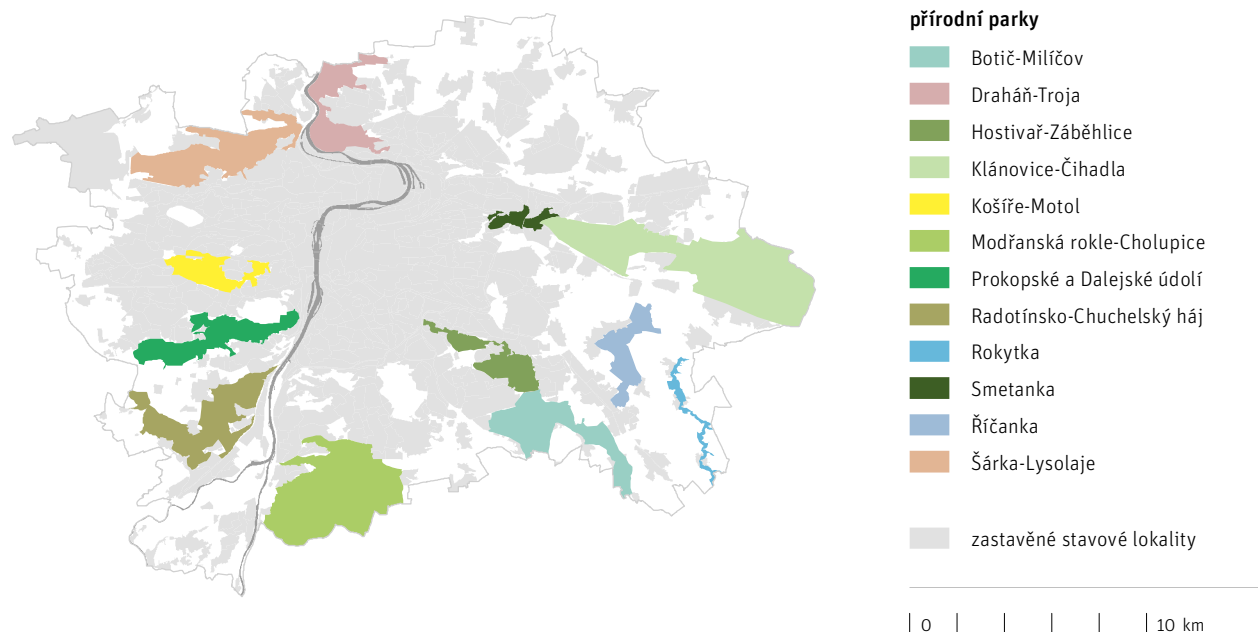 přírodní parky
Botič-Milíčov
Draháň-Troja
Hostivař-Záběhlice
Klánovice-Čihadla
Košíře-Motol
Modřanská rokle-Cholupice
Prokopské a Dalejské údolí
Radotínsko-Chuchelský háj
Rokytka
Smetanka
Říčanka
Šárka-Lysolaje
zastavěné stavové lokality
0 10 km